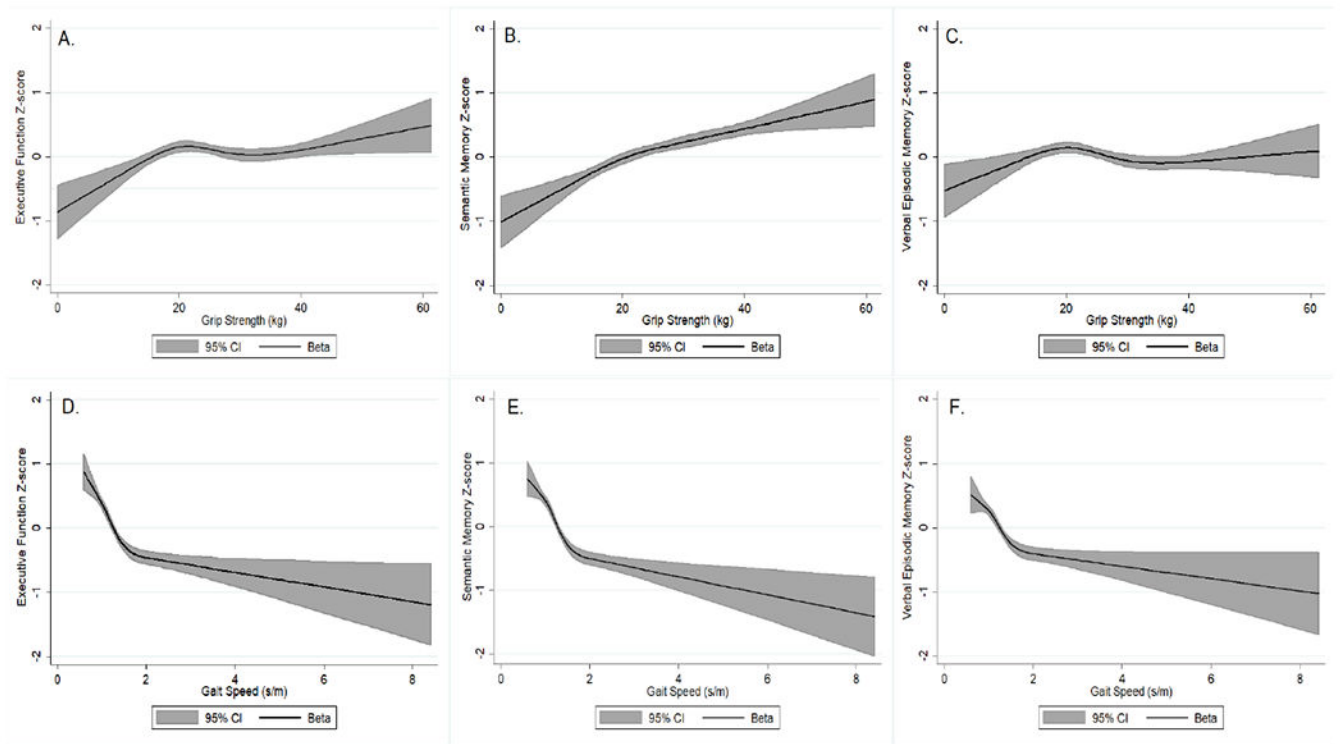 A.
Executive Function Z-score
2
1
0
-1
-2
0 20 40 60
Grip Strength (kg)
95% CI Beta
B.
Semantic Memory Z-score
2
1
0
-1
-2
0 20 40 60
Grip Strength (kg)
95% CI Beta
C.
Verbal Episodic Memory Z-score
2
1
0
-1
-2
0 20 40 60
Grip Strength (kg)
95% CI Beta
D.
Executive Function Z-score
2
1
0
-1
-2
0 2 4 6 8
Gait Speed (s/m)
95% CI Beta
E.
Semantic Memory Z-score
2
1
0
-1
-2
0 2 4 6 8
Gait Speed (s/m)
95% CI Beta
F.
Verbal Episodic Memory Z-score
2
1
0
-1
-2
0 2 4 6 8
Gait Speed (s/m)
95% CI Beta